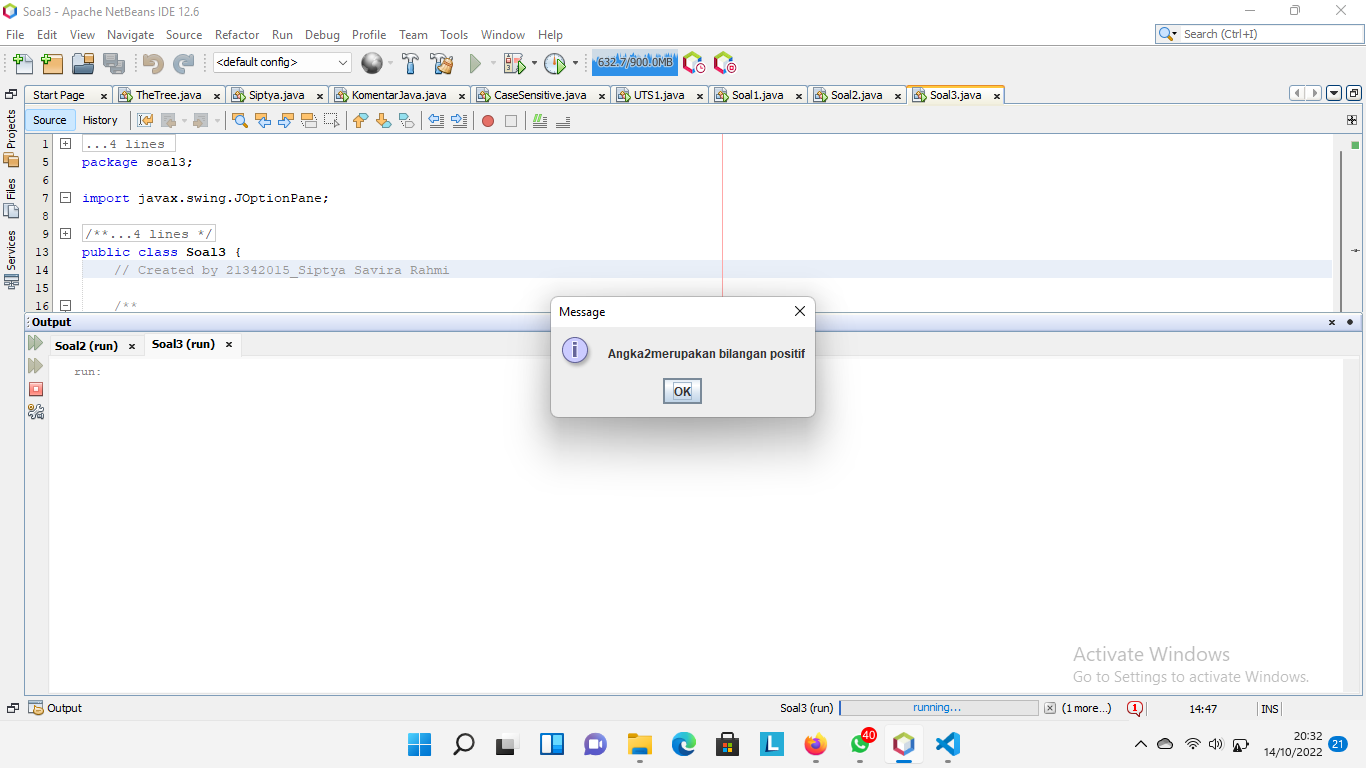 Soal3 - Apache NetBeans IDE 12.6
File Edit View Navigate Source Refactor Run Debug Profile Team Tools Window Help
Search (Ctrl+I)
<default config>
632.7/900.0MB
Start Page TheTree.java Siptya.java KomentarJava.java CaseSensitive.java UTS1.java Soal1.java Soal2.java Soal3.java
Projects
Files
Services
Source History
1 ...4 lines
5 package soal3;
6
7 import javax.swing.JOptionPane;
8
9 /**...4 lines */
13 public class Soal3 {
14 // Created by 21342015_Siptya Savira Rahmi
15
16 /**
Output
Soal2 (run) Soal3 (run)
run:
Message
Angka2merupakan bilangan positif
OK
Activate Windows
Go to Settings to activate Windows.
Output Soal3 (run) running... (1 more...) 1 14:47 INS
40
20:32
14/10/2022
21